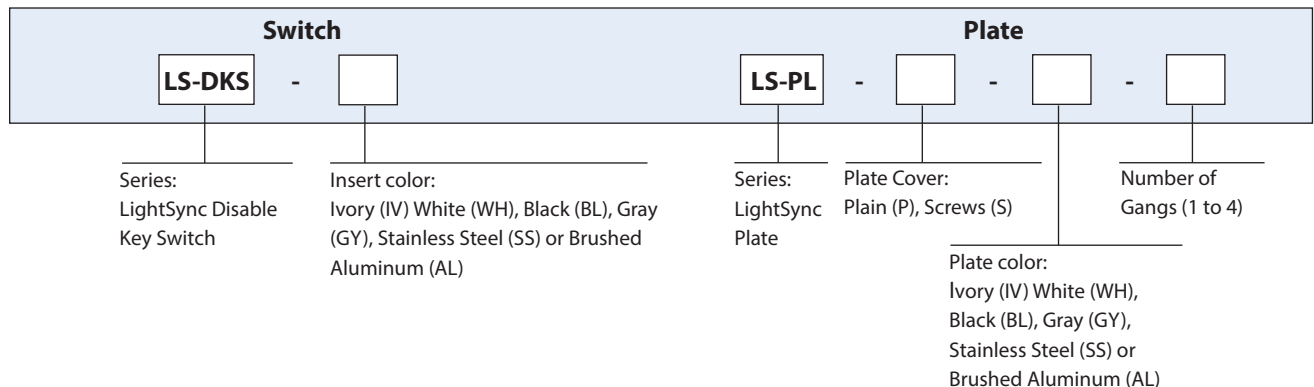 Switch
Plate
LS-DKS -
LS-PL - - -
Series:
LightSync Disable
Key Switch
Insert color:
Ivory (IV) White (WH), Black (BL), Gray
(GY), Stainless Steel (SS) or Brushed
Aluminum (AL)
Series:
LightSync
Plate
Plate Cover:
Plain (P), Screws (S)
Plate color:
Ivory (IV) White (WH),
Black (BL), Gray (GY),
Stainless Steel (SS) or
Brushed Aluminum (AL)
Number of
Gangs (1 to 4)